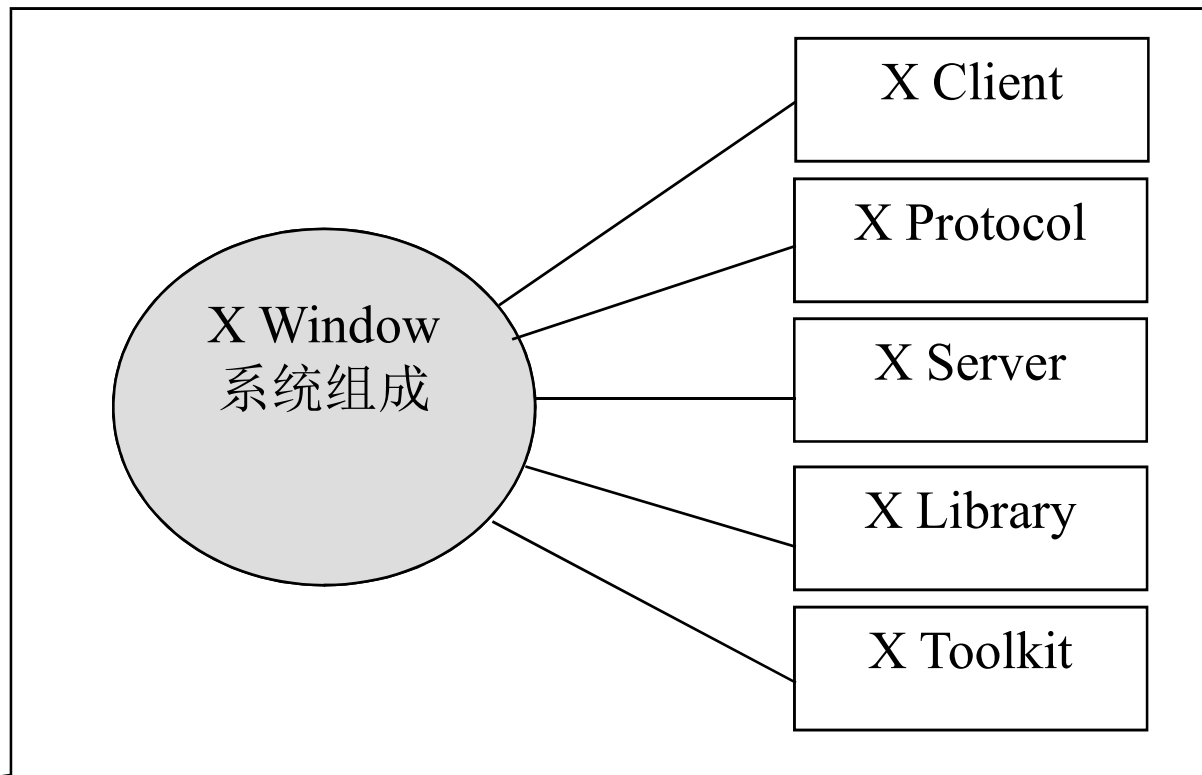 X Window
系统组成
X Client
X Protocol
X Server
X Library
X Toolkit